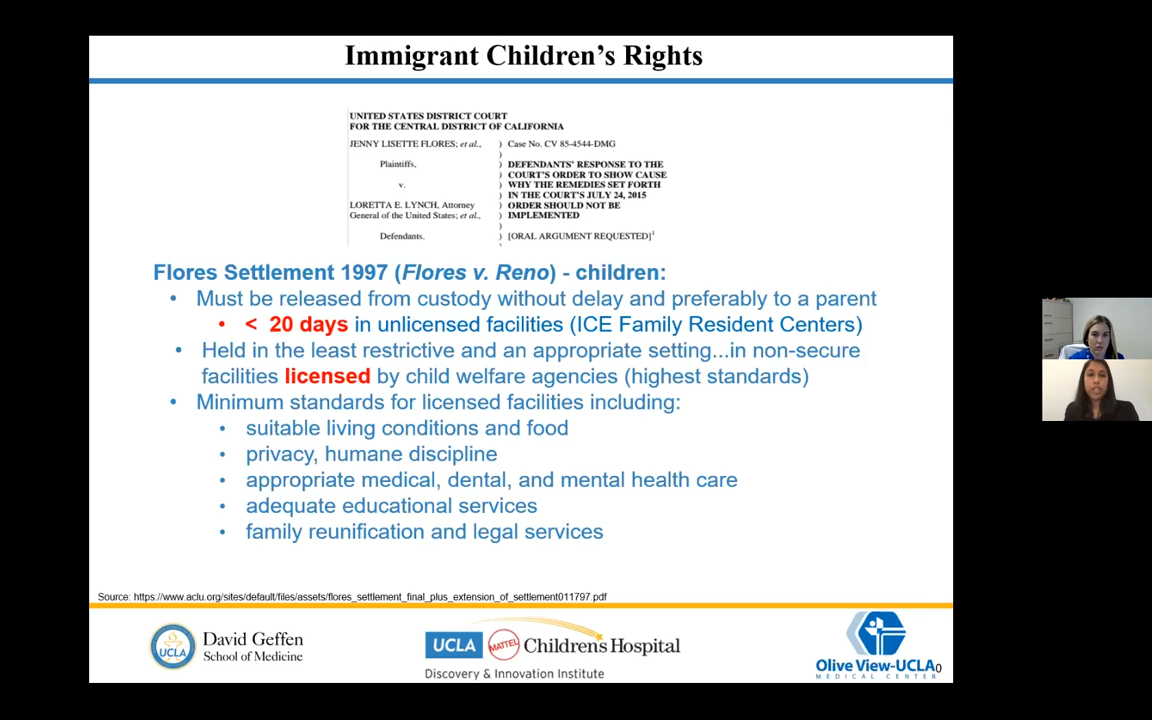 Immigrant Children's Rights
UNITED STATES DISTRICT COURT
FOR THE CENTRAL DISTRICT OF CALIFORNIA
JENNY LISETTE FLORES; et al., ) Case No. CV 85-4544-DMG
)
Plaintiffs, ) DEFENDANTS' RESPONSE TO THE
) COURT'S ORDER TO SHOW CAUSE
v. ) WHY THE REMEDIES SET FORTH
) IN THE COURT'S JULY 24, 2015
LORETTA E. LYNCH, Attorney ) ORDER SHOULD NOT BE
General of the United States; et al., ) IMPLEMENTED
)
Defendants. ) [ORAL ARGUMENT REQUESTED]1
Flores Settlement 1997 (Flores v. Reno) - children:
• Must be released from custody without delay and preferably to a parent
• < 20 days in unlicensed facilities (ICE Family Resident Centers)
• Held in the least restrictive and an appropriate setting...in non-secure
facilities licensed by child welfare agencies (highest standards)
• Minimum standards for licensed facilities including:
• suitable living conditions and food
• privacy, humane discipline
• appropriate medical, dental, and mental health care
• adequate educational services
• family reunification and legal services
Source: https://www.aclu.org/sites/default/files/assets/flores_settlement_final_plus_extension_of_settlement011797.pdf
UCLA
David Geffen
School of Medicine
UCLA MATTEL Children's Hospital
Discovery & Innovation Institute
Olive View-UCLA
MEDICAL CENTER
0